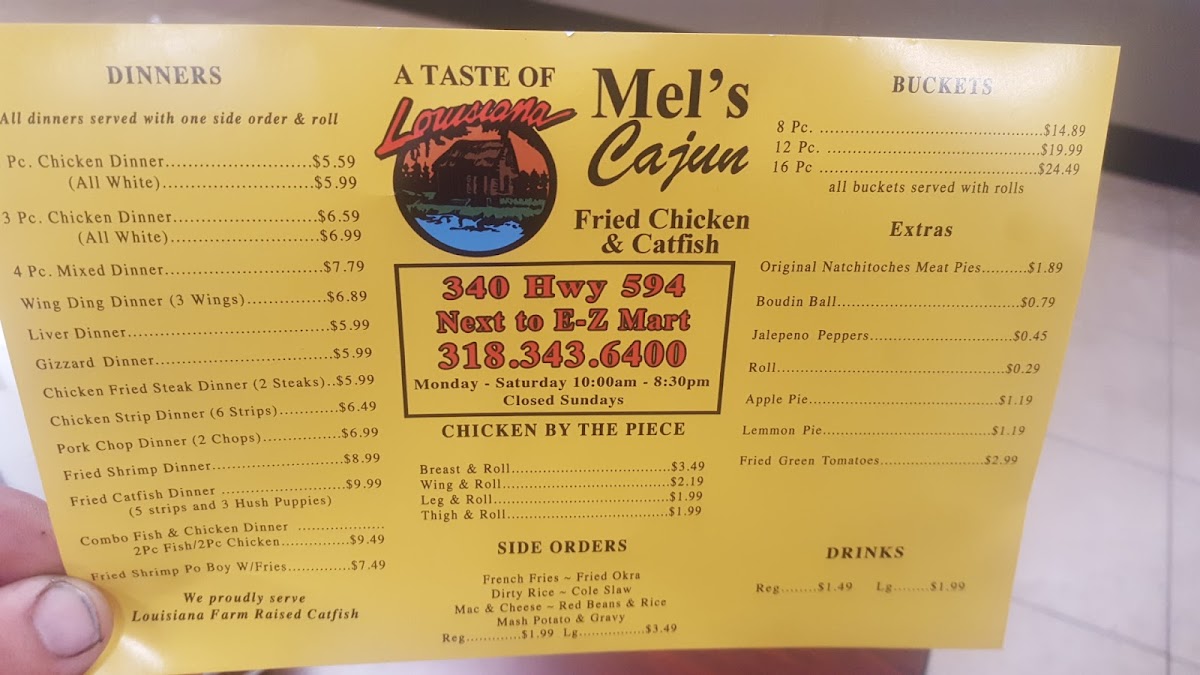 DINNERS
All dinners served with one side order & roll
Pc. Chicken Dinner..............................$5.59
(All White)..............................$5.99
3 Pc. Chicken Dinner..............................$6.59
(All White)..............................$6.99
4 Pc. Mixed Dinner..............................$7.79
Wing Ding Dinner (3 Wings)...............$6.89
Liver Dinner..............................$5.99
Gizzard Dinner..............................$5.99
Chicken Fried Steak Dinner (2 Steaks)..$5.99
Chicken Strip Dinner (6 Strips)............$6.49
Pork Chop Dinner (2 Chops)...............$6.99
Fried Shrimp Dinner.........................$8.99
Fried Catfish Dinner .........................$9.99
(5 strips and 3 Hush Puppies)
Combo Fish & Chicken Dinner ..................
2Pc Fish/2Pc Chicken...............$9.49
Fried Shrimp Po Boy W/Fries..............$7.49
We proudly serve
Louisiana Farm Raised Catfish
A TASTE OF
Louisiana
Mel's
Cajun
Fried Chicken
& Catfish
340 Hwy 594
Next to E-Z Mart
318.343.6400
Monday - Saturday 10:00am - 8:30pm
Closed Sundays
CHICKEN BY THE PIECE
Breast & Roll..............................$3.49
Wing & Roll..............................$2.19
Leg & Roll..............................$1.99
Thigh & Roll..............................$1.99
SIDE ORDERS
French Fries ~ Fried Okra
Dirty Rice ~ Cole Slaw
Mac & Cheese ~ Red Beans & Rice
Mash Potato & Gravy
Reg.............$1.99 Lg................$3.49
BUCKETS
8 Pc. ..............................$14.89
12 Pc. ..............................$19.99
16 Pc ..............................$24.49
all buckets served with rolls
Extras
Original Natchitoches Meat Pies..........$1.89
Boudin Ball..............................$0.79
Jalepeno Peppers..............................$0.45
Roll..............................$0.29
Apple Pie..............................$1.19
Lemmon Pie..............................$1.19
Fried Green Tomatoes....................$2.99
DRINKS
Reg........$1.49 Lg........$1.99